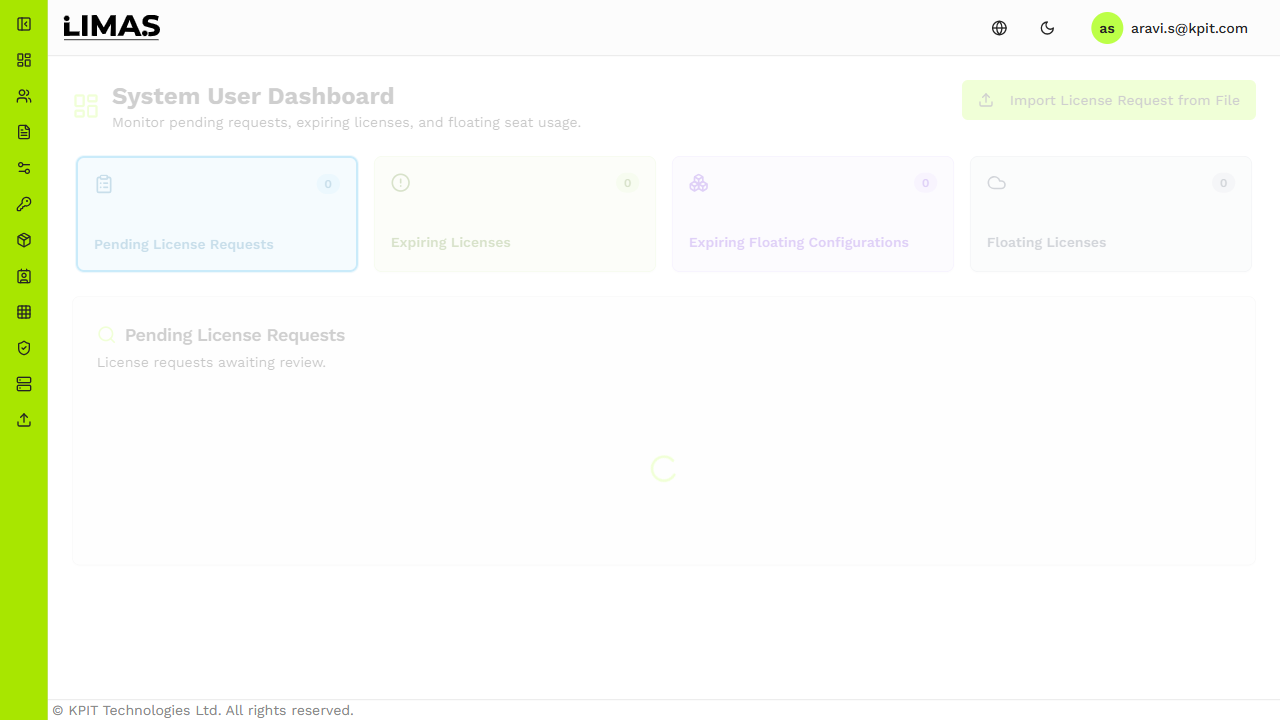 LIMAS
as
aravi.s@kpit.com
System User Dashboard
Monitor pending requests, expiring licenses, and floating seat usage.
Import License Request from File
0
Pending License Requests
0
Expiring Licenses
0
Expiring Floating Configurations
0
Floating Licenses
Pending License Requests
License requests awaiting review.
© KPIT Technologies Ltd. All rights reserved.